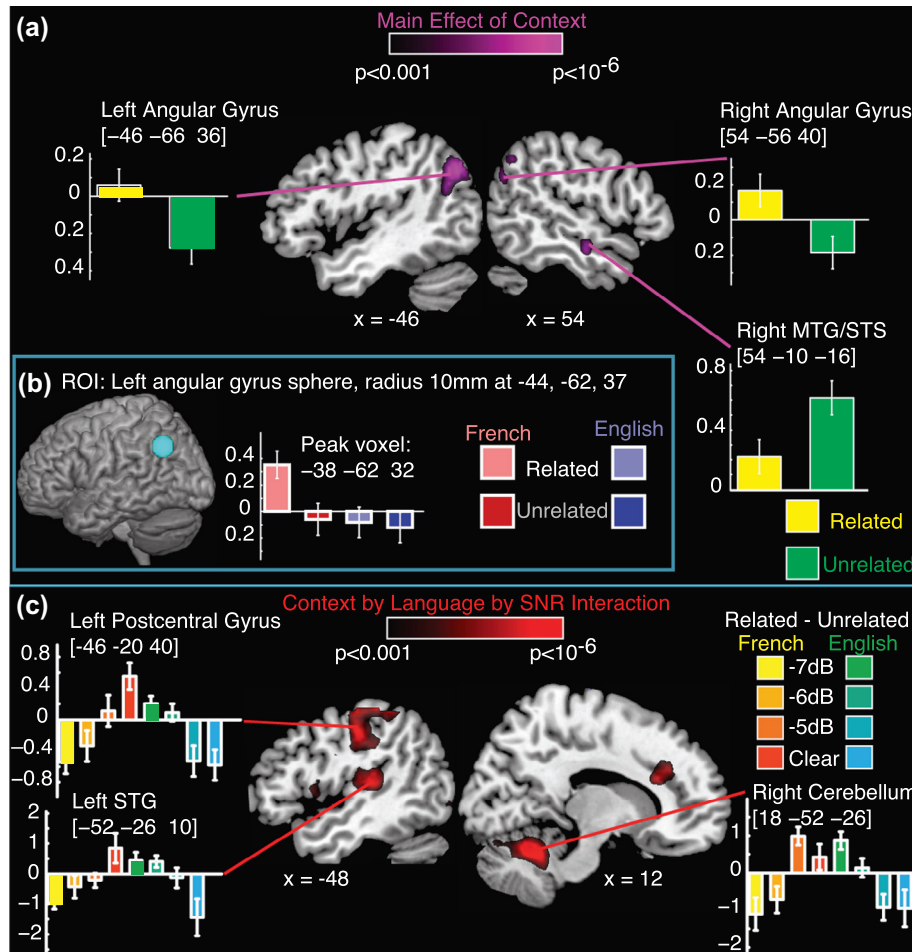 (a)
Main Effect of Context
p<0.001
p<10-6
Left Angular Gyrus
[−46 −66 36]
0.2
0
0.2
0.4
Right Angular Gyrus
[54 −56 40]
0.2
0
0.2
x = -46
x = 54
Right MTG/STS
[54 −10 −16]
0.8
0.4
0
Related
Unrelated
(b)
ROI: Left angular gyrus sphere, radius 10mm at -44, -62, 37
Peak voxel:
−38 −62 32
0.4
0
0.2
French
English
Related
Unrelated
(c)
Context by Language by SNR Interaction
p<0.001
p<10-6
Left Postcentral Gyrus
[-46 -20 40]
0.8
0.4
0
−0.4
−0.8
Left STG
[−52 −26 10]
2
1
0
−1
−2
x = -48
x = 12
Related - Unrelated
French
English
-7dB
-6dB
-5dB
Clear
Right Cerebellum
[18 −52 −26]
1
0
1
2